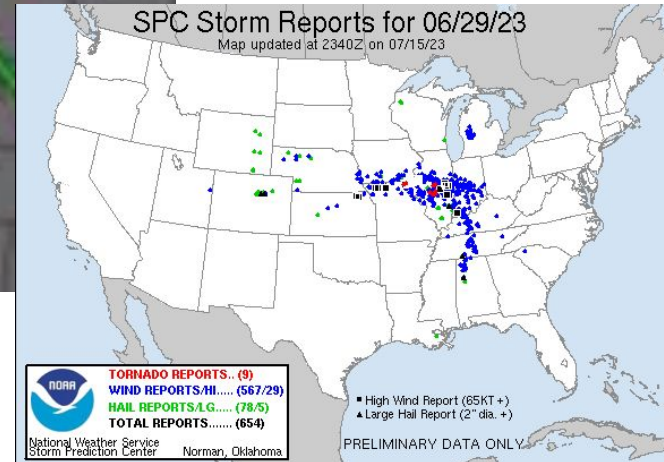 SPC Storm Reports for 06/29/23
Map updated at 2340Z on 07/15/23
NOAA
TORNADO REPORTS.. (9)
WIND REPORTS/HI..... (567/29)
HAIL REPORTS/LG..... (78/5)
TOTAL REPORTS....... (654)
National Weather Service
Storm Prediction Center Norman, Oklahoma
High Wind Report (65KT +)
Large Hail Report (2" dia. +)
PRELIMINARY DATA ONLY